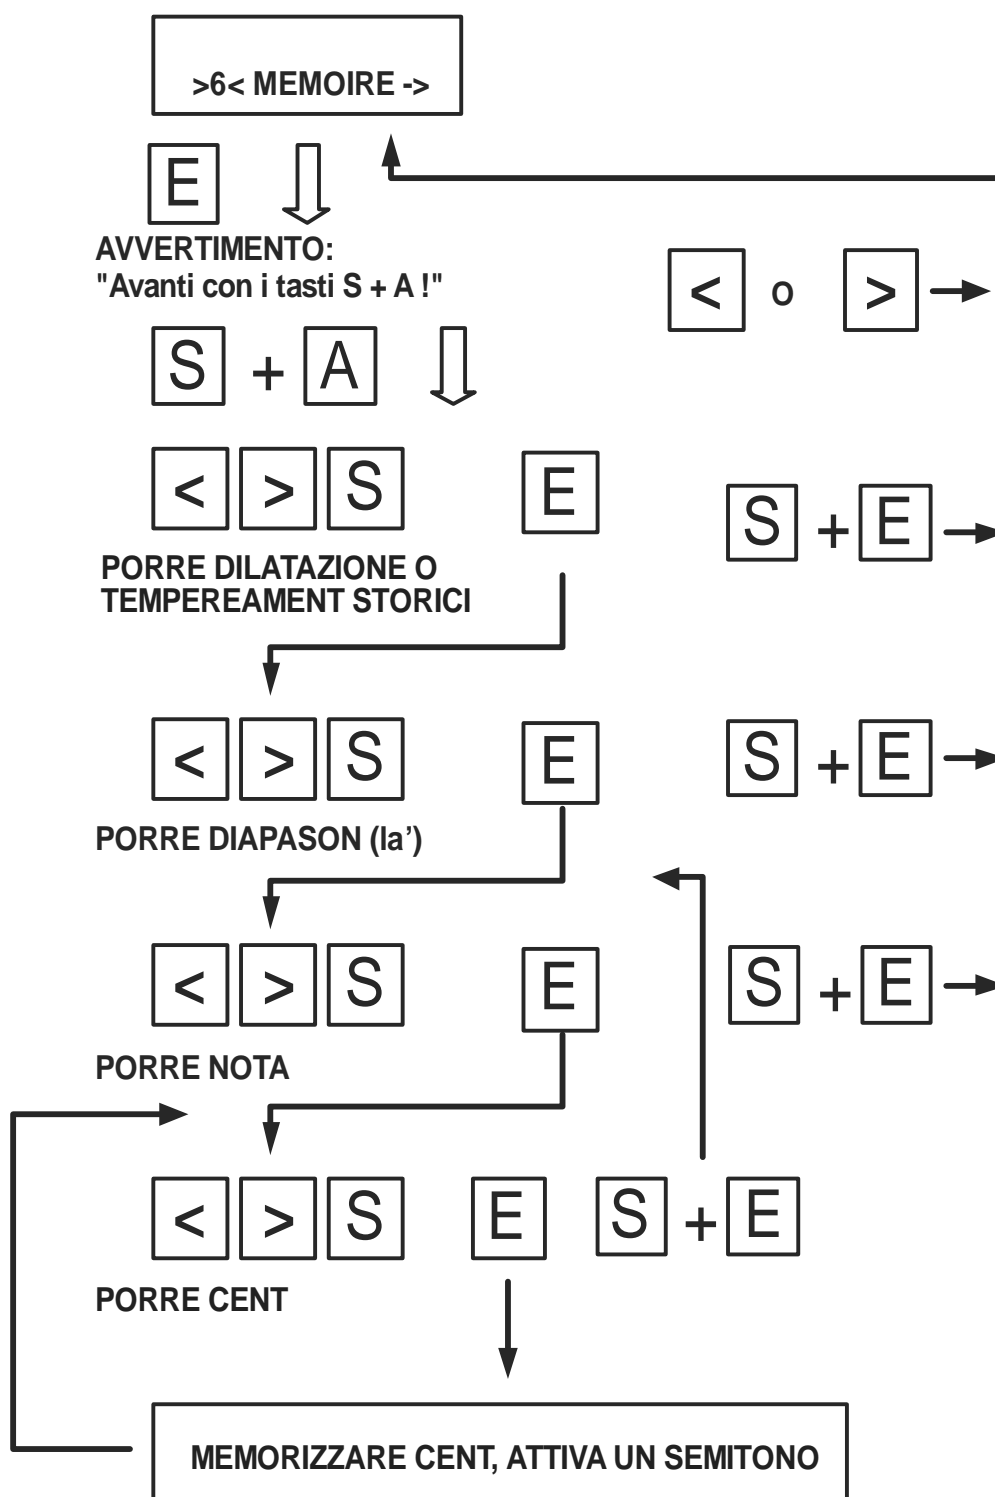 >6< MEMOIRE ->
E
AVVERTIMENTO:
"Avanti con i tasti S + A !"
< o >
S + A
< > S E S + E
PORRE DILATAZIONE O
TEMPEREAMENT STORICI
< > S E S + E
PORRE DIAPASON (la’)
< > S E S + E
PORRE NOTA
< > S E S + E
PORRE CENT
MEMORIZZARE CENT, ATTIVA UN SEMITONO